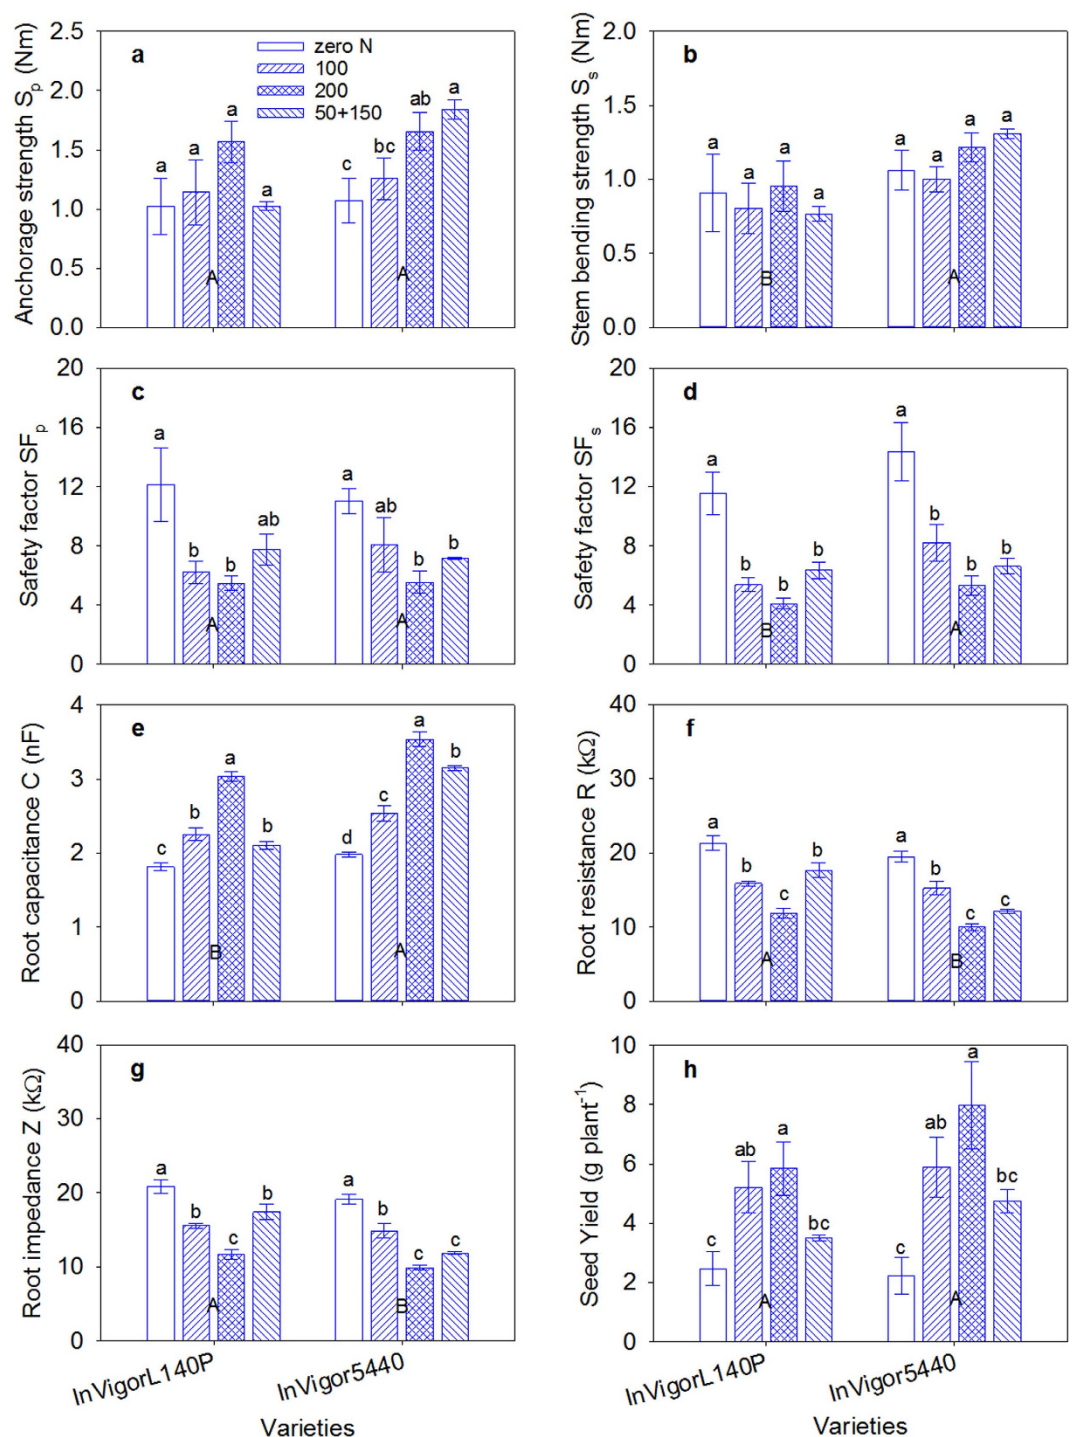 Anchorage strength Sp (Nm)
2.5
2.0
1.5
1.0
0.5
0.0
a
zero N
100
200
50+150
a
a
a
a
c
bc
ab
a
A
A
Stem bending strength Ss (Nm)
2.0
1.5
1.0
0.5
0.0
b
a
a
a
a
a
a
a
a
B
A
Safety factor SFp
20
16
12
8
4
0
c
a
b
b
ab
a
ab
b
b
A
A
Safety factor SFs
20
16
12
8
4
0
d
a
b
b
b
a
b
b
b
B
A
Root capacitance C (nF)
4
3
2
1
0
e
c
b
a
b
d
c
a
b
B
A
Root resistance R (kΩ)
40
30
20
10
0
f
a
b
c
b
a
b
c
c
A
B
Root impedance Z (kΩ)
40
30
20
10
0
g
a
b
c
b
a
b
c
c
A
B
InVigorL140P
InVigor5440
Varieties
Seed Yield (g plant⁻¹)
10
8
6
4
2
0
h
c
ab
a
bc
c
ab
a
bc
A
A
InVigorL140P
InVigor5440
Varieties